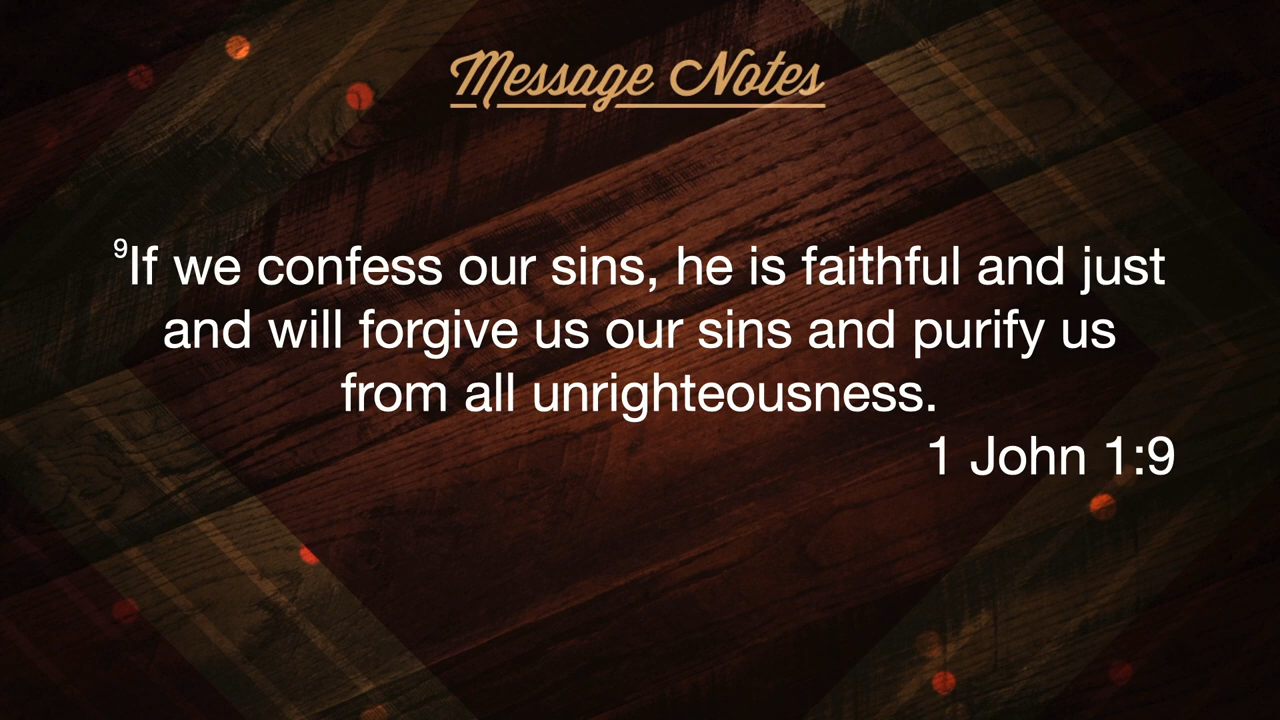 Message Notes
⁹If we confess our sins, he is faithful and just
and will forgive us our sins and purify us
from all unrighteousness.
1 John 1:9